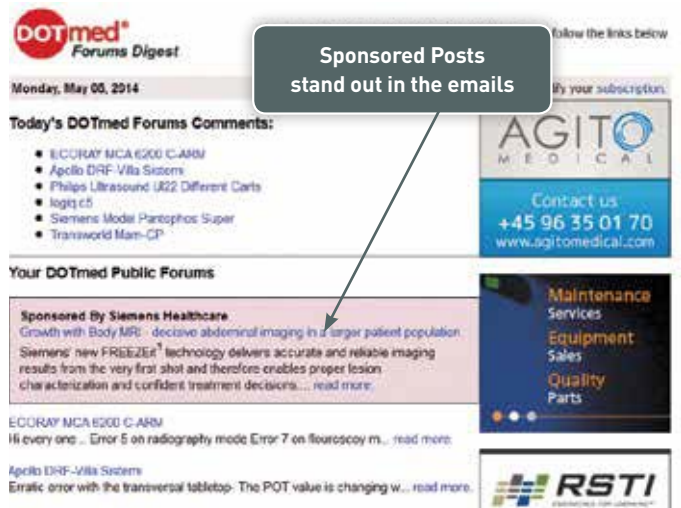 DOTmed®
Forums Digest
follow the links below
Sponsored Posts
stand out in the emails
Monday, May 05, 2014
ify your subscription.
AGITO
MEDICAL
Contact us
+45 96 35 01 70
www.agitomedical.com
Today's DOTmed Forums Comments:
ECORAY MCA 6200 C-ARM
Apollo DRF-Villa Sistemi
Philips Ultrasound IU22 Different Carts
logiq c5
Siemens Model Pantophos Super
Transworld Mam-CP
Your DOTmed Public Forums
Sponsored By Siemens Healthcare
Growth with Body MRI - decisive abdominal imaging in a larger patient population
Siemens' new FREEZEit¹ technology delivers accurate and reliable imaging
results from the very first shot and therefore enables proper lesion
characterization and confident treatment decisions.... read more.
Maintenance
Services
Equipment
Sales
Quality
Parts
ECORAY MCA 6200 C-ARM
Hi every one .. Error 5 on radiography mode Error 7 on flouroscoy m... read more.
Apollo DRF-Villa Sistemi
Erratic error with the transversal tabletop- The POT value is changing w... read more.
RSTI